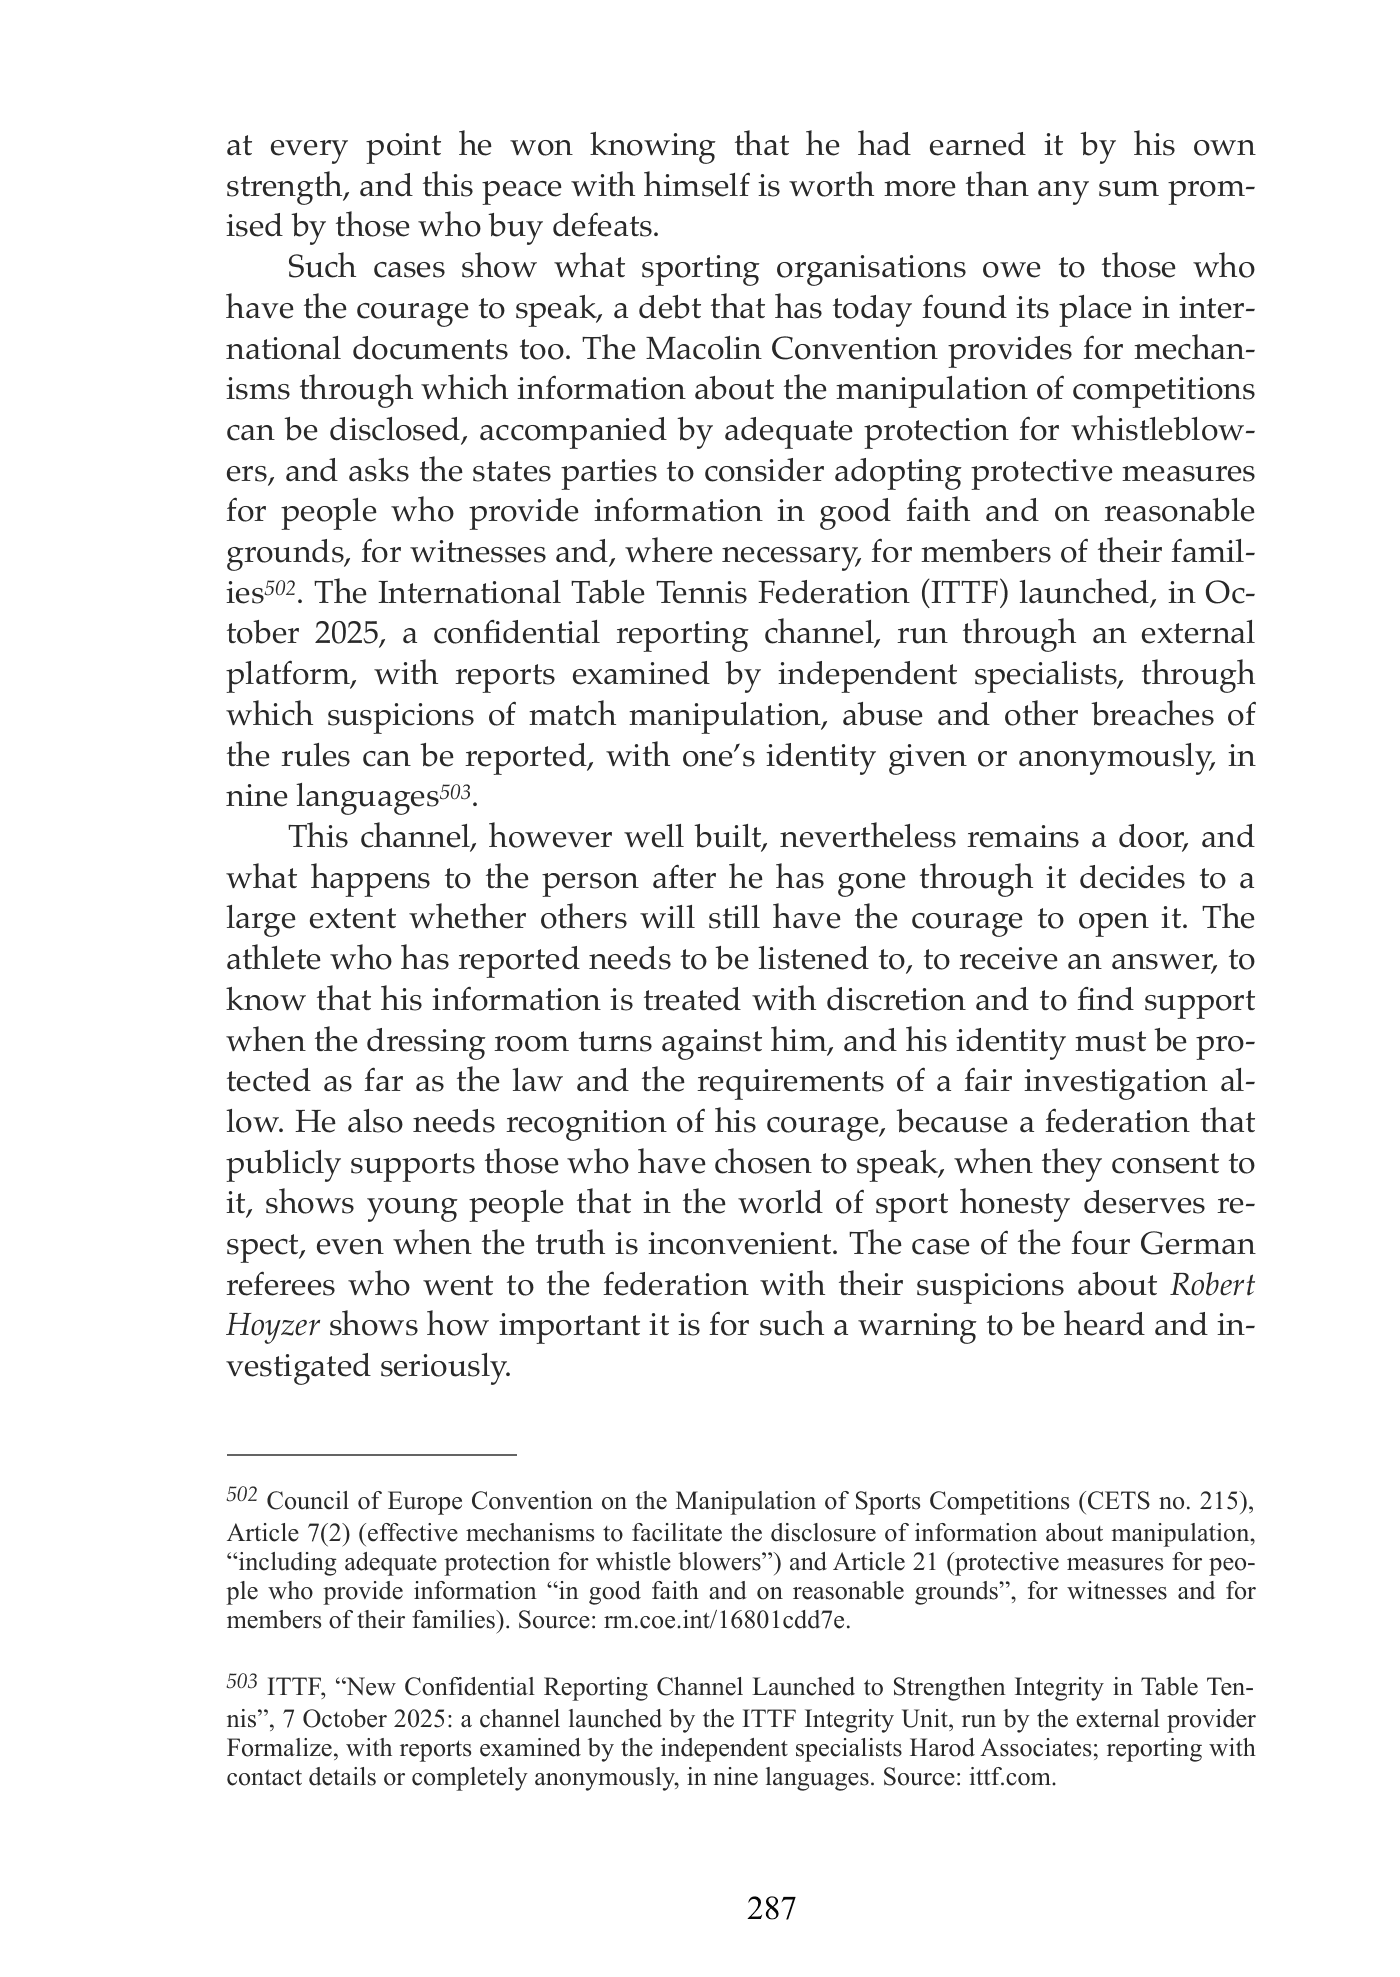 at every point he won knowing that he had earned it by his own
strength, and this peace with himself is worth more than any sum prom-
ised by those who buy defeats.
Such cases show what sporting organisations owe to those who
have the courage to speak, a debt that has today found its place in inter-
national documents too. The Macolin Convention provides for mechan-
isms through which information about the manipulation of competitions
can be disclosed, accompanied by adequate protection for whistleblow-
ers, and asks the states parties to consider adopting protective measures
for people who provide information in good faith and on reasonable
grounds, for witnesses and, where necessary, for members of their famil-
ies502. The International Table Tennis Federation (ITTF) launched, in Oc-
tober 2025, a confidential reporting channel, run through an external
platform, with reports examined by independent specialists, through
which suspicions of match manipulation, abuse and other breaches of
the rules can be reported, with one’s identity given or anonymously, in
nine languages503.
This channel, however well built, nevertheless remains a door, and
what happens to the person after he has gone through it decides to a
large extent whether others will still have the courage to open it. The
athlete who has reported needs to be listened to, to receive an answer, to
know that his information is treated with discretion and to find support
when the dressing room turns against him, and his identity must be pro-
tected as far as the law and the requirements of a fair investigation al-
low. He also needs recognition of his courage, because a federation that
publicly supports those who have chosen to speak, when they consent to
it, shows young people that in the world of sport honesty deserves re-
spect, even when the truth is inconvenient. The case of the four German
referees who went to the federation with their suspicions about Robert
Hoyzer shows how important it is for such a warning to be heard and in-
vestigated seriously.
502 Council of Europe Convention on the Manipulation of Sports Competitions (CETS no. 215),
Article 7(2) (effective mechanisms to facilitate the disclosure of information about manipulation,
“including adequate protection for whistle blowers”) and Article 21 (protective measures for peo-
ple who provide information “in good faith and on reasonable grounds”, for witnesses and for
members of their families). Source: rm.coe.int/16801cdd7e.
503 ITTF, “New Confidential Reporting Channel Launched to Strengthen Integrity in Table Ten-
nis”, 7 October 2025: a channel launched by the ITTF Integrity Unit, run by the external provider
Formalize, with reports examined by the independent specialists Harod Associates; reporting with
contact details or completely anonymously, in nine languages. Source: ittf.com.
287